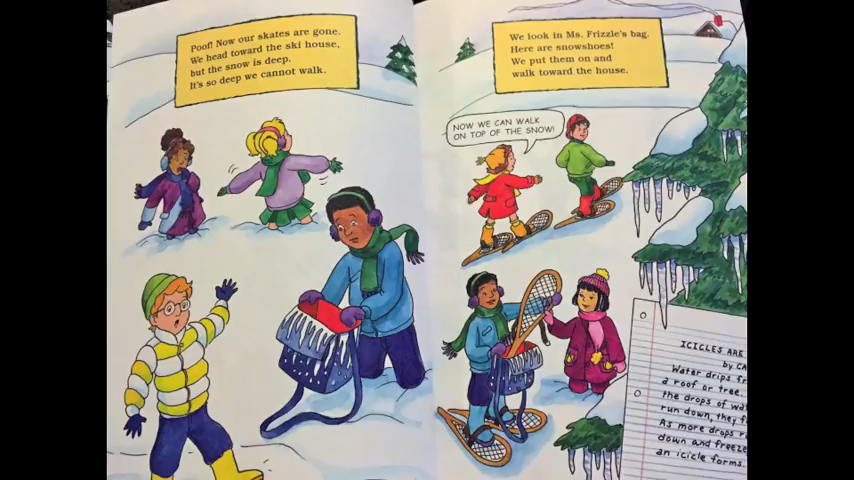 Poof! Now our skates are gone.
We head toward the ski house,
but the snow is deep.
It's so deep we cannot walk.
We look in Ms. Frizzle's bag.
Here are snowshoes!
We put them on and
walk toward the house.
NOW WE CAN WALK
ON TOP OF THE SNOW!
ICICLES ARE
by
Water drips
a roof or tree.
the drops of
run down, they
As more drops
down and freeze
an icicle forms.